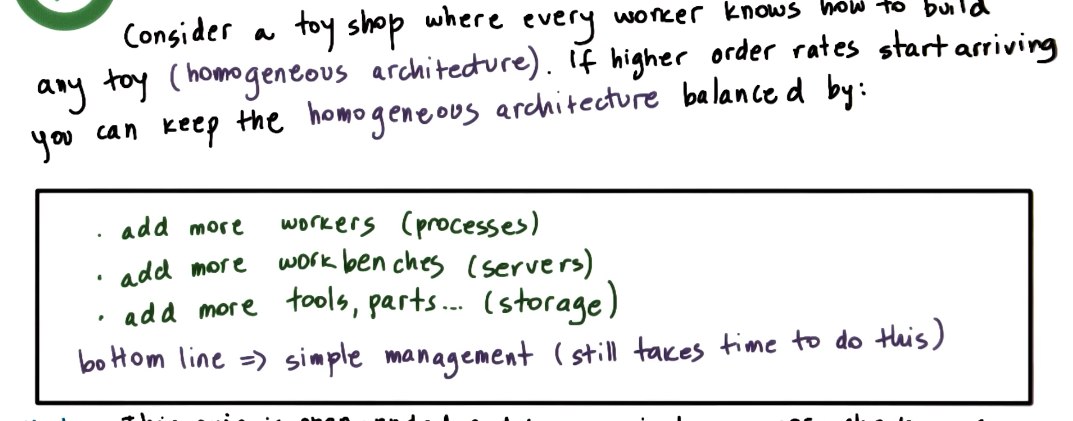 Consider a toy shop where every worker knows how to build
any toy (homogeneous architecture). If higher order rates start arriving
you can keep the homogeneous architecture balanced by:
· add more workers (processes)
· add more workbenches (servers)
· add more tools, parts... (storage)
bottom line => simple management (still takes time to do this)